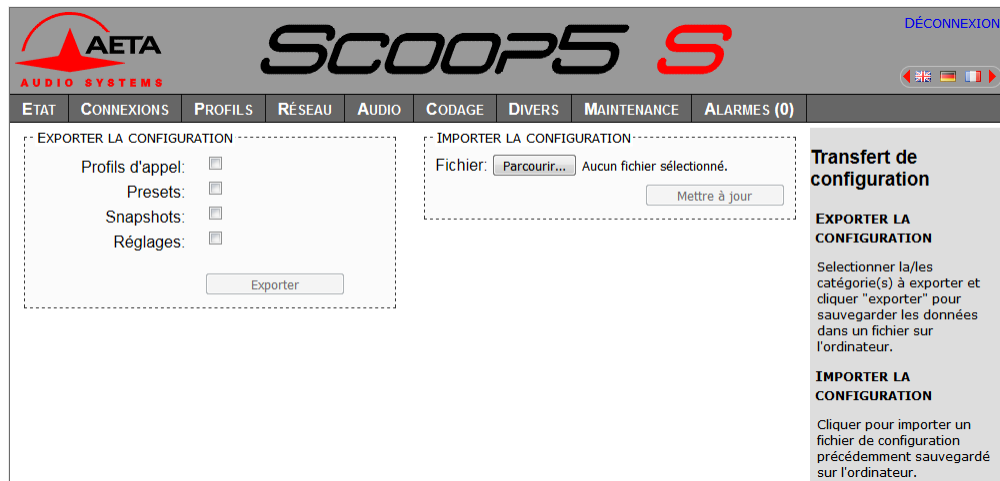 AETA
AUDIO SYSTEMS
SCOOP5 S
DÉCONNEXION
ETAT CONNEXIONS PROFILS RÉSEAU AUDIO CODAGE DIVERS MAINTENANCE ALARMES (0)
EXPORTER LA CONFIGURATION
Profils d'appel:
Presets:
Snapshots:
Réglages:
Exporter
IMPORTER LA CONFIGURATION
Fichier: Parcourir... Aucun fichier sélectionné.
Mettre à jour
Transfert de
configuration
EXPORTER LA
CONFIGURATION
Selectionner la/les
catégorie(s) à exporter et
cliquer "exporter" pour
sauvegarder les données
dans un fichier sur
l'ordinateur.
IMPORTER LA
CONFIGURATION
Cliquer pour importer un
fichier de configuration
précédemment sauvegardé
sur l'ordinateur.